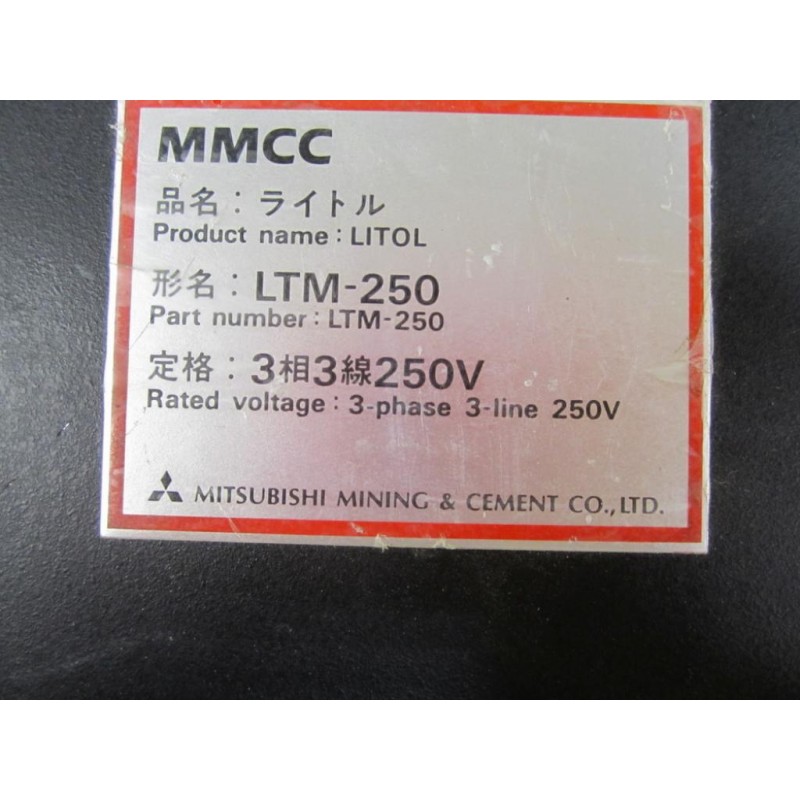 MMCC
品名：ライトル
Product name : LITOL
形名：LTM-250
Part number : LTM-250
定格：3相3線250V
Rated voltage : 3-phase 3-line 250V
MITSUBISHI MINING & CEMENT CO.,LTD.